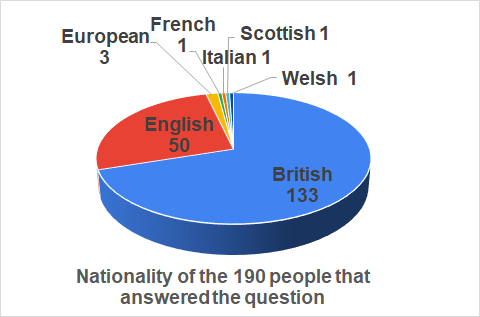 French
1
Scottish 1
European
3
Italian 1
Welsh 1
English
50
British
133
Nationality of the 190 people that
answered the question